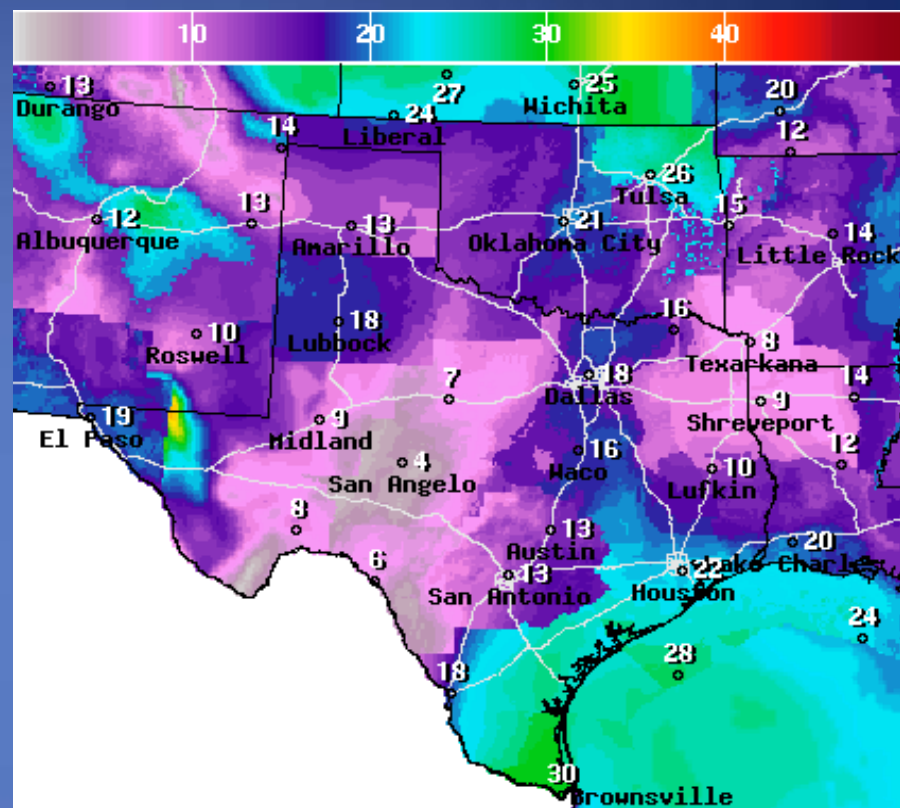 10 20 30 40
13
Durango
27
25
Wichita
20
24
Liberal
14
12
26
Tulsa
12
Albuquerque
13
13
Amarillo
21
Oklahoma City
15
14
Little Rock
10
Roswell
18
Lubbock
16
8
Texarkana
7
18
Dallas
14
9
Shreveport
19
El Paso
9
Midland
4
San Angelo
16
Waco
10
Lufkin
12
8
13
Austin
20
Lake Charles
6
13
San Antonio
22
Houston
24
28
18
30
Brownsville